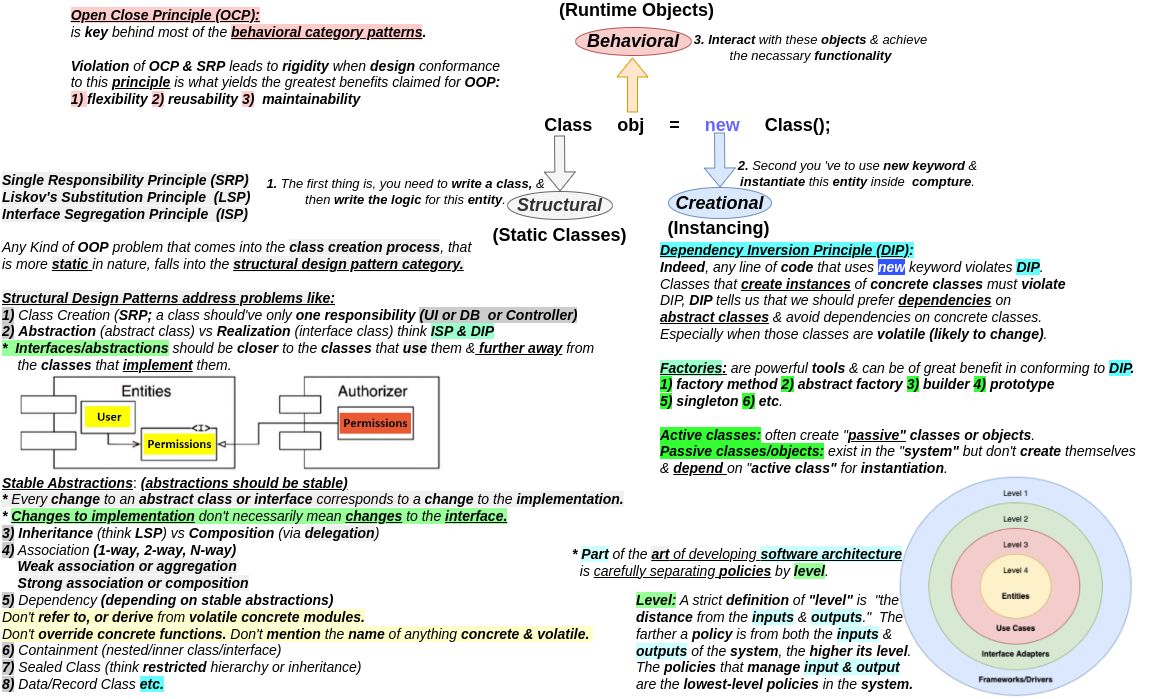 Open Close Principle (OCP):
is key behind most of the behavioral category patterns.
Violation of OCP & SRP leads to rigidity when design conformance
to this principle is what yields the greatest benefits claimed for OOP:
1) flexibility 2) reusability 3) maintainability
(Runtime Objects)
Behavioral
3. Interact with these objects & achieve
the necassary functionality
Class obj = new Class();
1. The first thing is, you need to write a class, &
then write the logic for this entity.
Structural
(Static Classes)
2. Second you 've to use new keyword &
instantiate this entity inside compture.
Creational
(Instancing)
Single Responsibility Principle (SRP)
Liskov's Substitution Principle (LSP)
Interface Segregation Principle (ISP)
Any Kind of OOP problem that comes into the class creation process, that
is more static in nature, falls into the structural design pattern category.
Structural Design Patterns address problems like:
1) Class Creation (SRP; a class should've only one responsibility (UI or DB or Controller)
2) Abstraction (abstract class) vs Realization (interface class) think ISP & DIP
* Interfaces/abstractions should be closer to the classes that use them & further away from
the classes that implement them.
Entities
User
<I>
Permissions
Authorizer
Permissions
Stable Abstractions: (abstractions should be stable)
* Every change to an abstract class or interface corresponds to a change to the implementation.
* Changes to implementation don't necessarily mean changes to the interface.
3) Inheritance (think LSP) vs Composition (via delegation)
4) Association (1-way, 2-way, N-way)
Weak association or aggregation
Strong association or composition
5) Dependency (depending on stable abstractions)
Don't refer to, or derive from volatile concrete modules.
Don't override concrete functions. Don't mention the name of anything concrete & volatile.
6) Containment (nested/inner class/interface)
7) Sealed Class (think restricted hierarchy or inheritance)
8) Data/Record Class etc.
Dependency Inversion Principle (DIP):
Indeed, any line of code that uses new keyword violates DIP.
Classes that create instances of concrete classes must violate
DIP, DIP tells us that we should prefer dependencies on
abstract classes & avoid dependencies on concrete classes.
Especially when those classes are volatile (likely to change).
Factories: are powerful tools & can be of great benefit in conforming to DIP.
1) factory method 2) abstract factory 3) builder 4) prototype
5) singleton 6) etc.
Active classes: often create "passive" classes or objects.
Passive classes/objects: exist in the "system" but don't create themselves
& depend on "active class" for instantiation.
* Part of the art of developing software architecture
is carefully separating policies by level.
Level: A strict definition of "level" is "the
distance from the inputs & outputs." The
farther a policy is from both the inputs &
outputs of the system, the higher its level.
The policies that manage input & output
are the lowest-level policies in the system.
Level 1
Level 2
Level 3
Level 4
Entities
Use Cases
Interface Adapters
Frameworks/Drivers